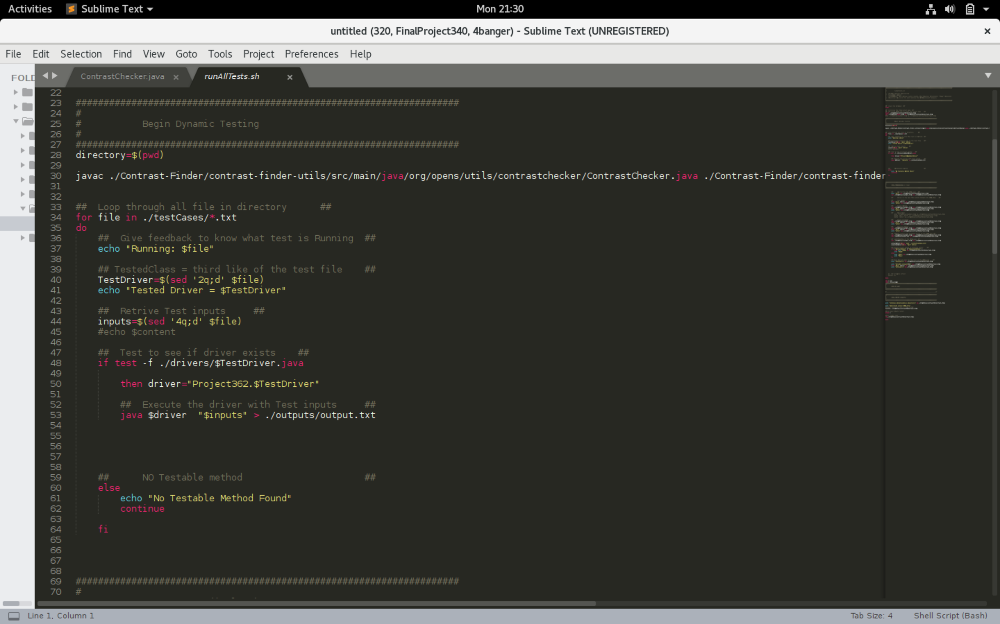 Activities Sublime Text Mon 21:30
untitled (320, FinalProject340, 4banger) - Sublime Text (UNREGISTERED)
File Edit Selection Find View Goto Tools Project Preferences Help
FOLD
ContrastChecker.java runAllTests.sh
22
23 #####################################################################
24 #
25 # Begin Dynamic Testing
26 #
27 #####################################################################
28 directory=$(pwd)
29
30 javac ./Contrast-Finder/contrast-finder-utils/src/main/java/org/opens/utils/contrastchecker/ContrastChecker.java ./Contrast-Finder/contrast-finder
31
32
33 ## Loop through all file in directory ##
34 for file in ./testCases/*.txt
35 do
36 ## Give feedback to know what test is Running ##
37 echo "Running: $file"
38
39 ## TestedClass = third like of the test file ##
40 TestDriver=$(sed '2q;d' $file)
41 echo "Tested Driver = $TestDriver"
42
43 ## Retrive Test inputs ##
44 inputs=$(sed '4q;d' $file)
45 #echo $content
46
47 ## Test to see if driver exists ##
48 if test -f ./drivers/$TestDriver.java
49
50 then driver="Project362.$TestDriver"
51
52 ## Execute the driver with Test inputs ##
53 java $driver "$inputs" > ./outputs/output.txt
54
55
56
57
58
59 ## NO Testable method ##
60 else
61 echo "No Testable Method Found"
62 continue
63
64 fi
65
66
67
68
69 #####################################################################
70 #
Line 1, Column 1 Tab Size: 4 Shell Script (Bash)